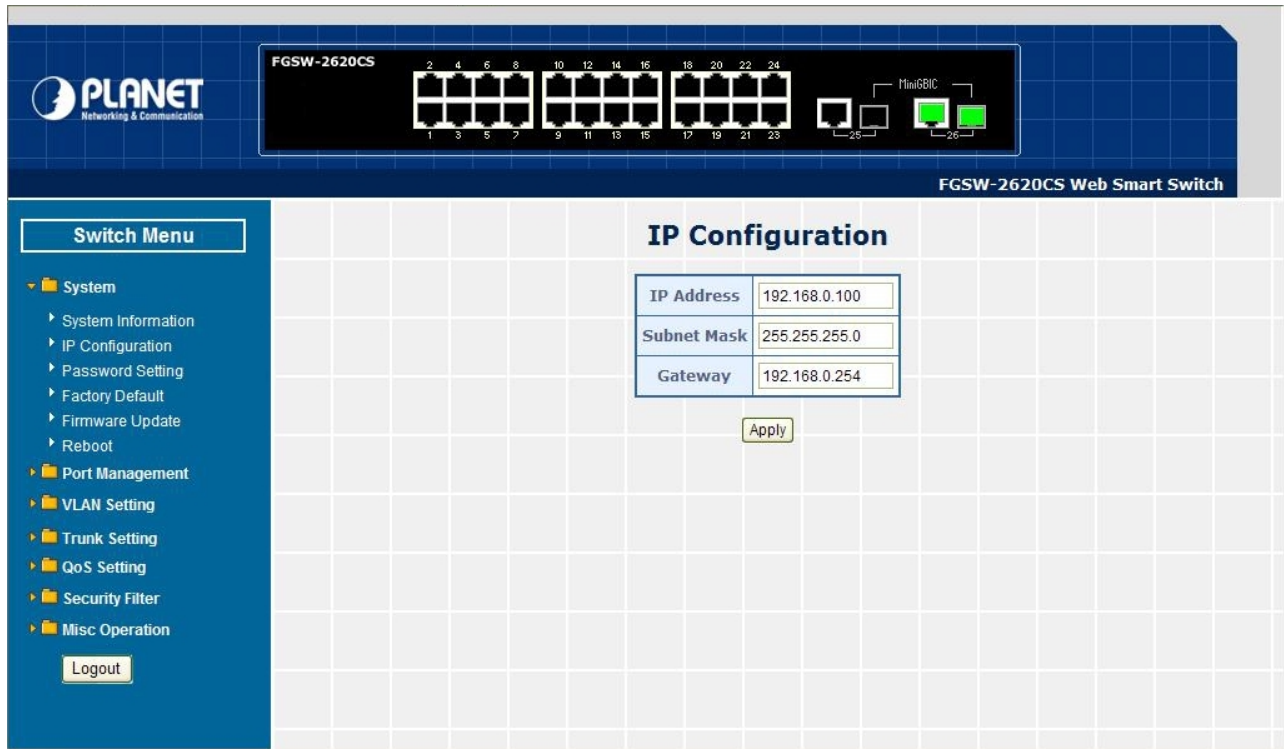 PLANET
Networking & Communication
FGSW-2620CS
2 4 6 8 10 12 14 16 18 20 22 24
MiniGBIC
1 3 5 7 9 11 13 15 17 19 21 23
25 26
FGSW-2620CS Web Smart Switch
Switch Menu
System
System Information
IP Configuration
Password Setting
Factory Default
Firmware Update
Reboot
Port Management
VLAN Setting
Trunk Setting
QoS Setting
Security Filter
Misc Operation
Logout
IP Configuration
IP Address 192.168.0.100
Subnet Mask 255.255.255.0
Gateway 192.168.0.254
Apply